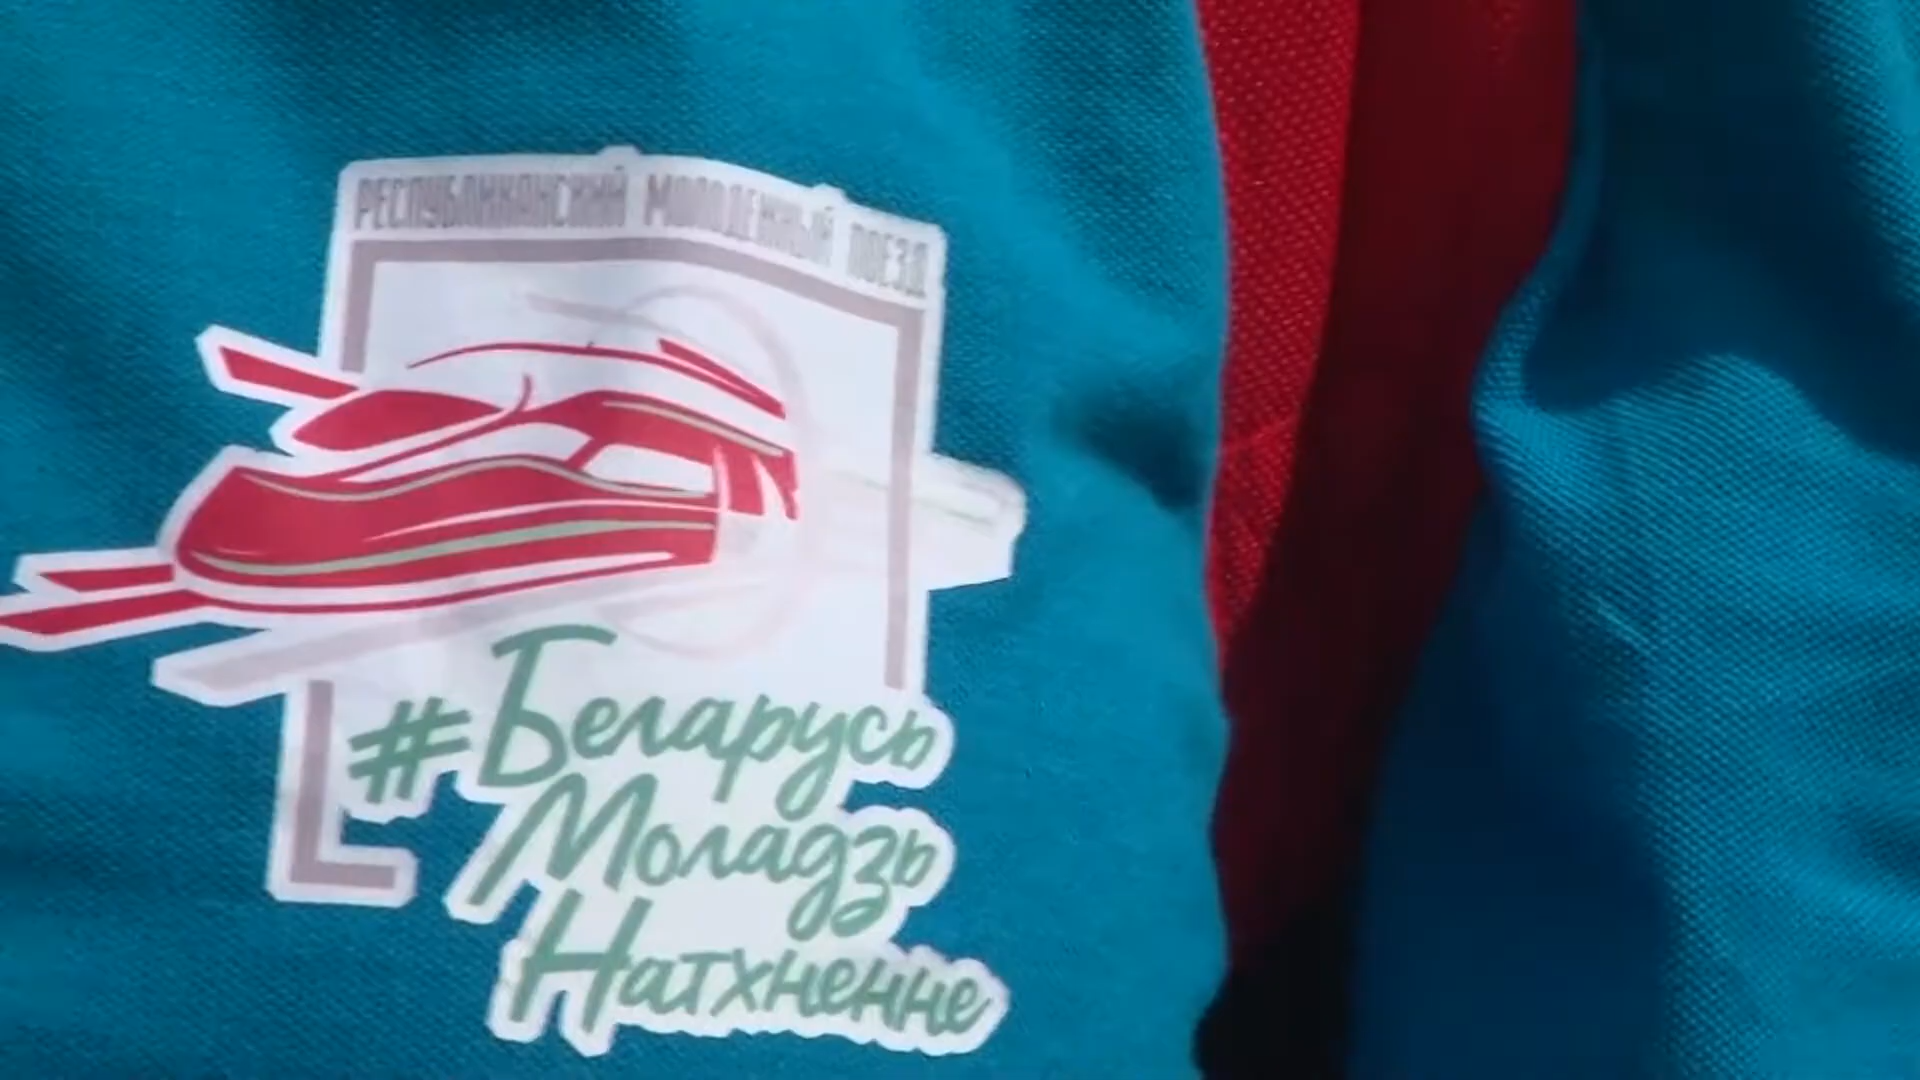 РЕСПУБЛИКАНСКИЙ МОЛОДЕЖНЫЙ ПОЕЗД
#Беларусь
Моладзь
Натхненне